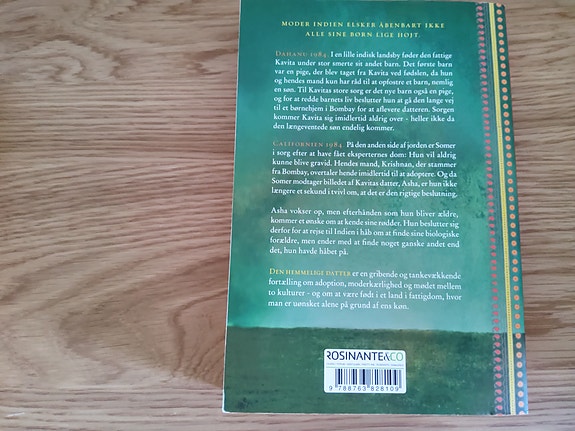 MODER INDIEN ELSKER ÅBENBART IKKE
ALLE SINE BØRN LIGE HØJT.
DAHANU 1984: I en lille indisk landsby føder den fattige
Kavita under stor smerte sit andet barn. Det første barn
var en pige, der blev taget fra Kavita ved fødslen, da hun
og hendes mand kun har råd til at opfostre et barn, nemlig
en søn. Til Kavitas store sorg er det nye barn også en pige,
og for at redde barnets liv beslutter hun at gå den lange vej
til et børnehjem i Bombay for at aflevere datteren. Sorgen
kommer Kavita sig imidlertid aldrig over - heller ikke da
den længeventede søn endelig kommer.
CALIFORNIEN 1984 På den anden side af jorden er Somer
i sorg efter at have fået eksperternes dom: Hun vil aldrig
kunne blive gravid. Hendes mand, Krishnan, der stammer
fra Bombay, overtaler hende imidlertid til at adoptere. Og da
Somer modtager billedet af Kavitas datter, Asha, er hun ikke
længere et sekund i tvivl om, at det er den rigtige beslutning.
Asha vokser op, men efterhånden som hun bliver ældre,
kommer et ønske om at kende sine rødder. Hun beslutter sig
derfor for at rejse til Indien i håb om at finde sine biologiske
forældre, men ender med at finde noget ganske andet end
det, hun havde håbet på.
DEN HEMMELIGE DATTER er en gribende og tankevækkende
fortælling om adoption, moderkærlighed og mødet mellem
to kulturer - og om at være født i et land i fattigdom, hvor
man er uønsket alene på grund af ens køn.
ROSINANTE&CO
9 788763 828109